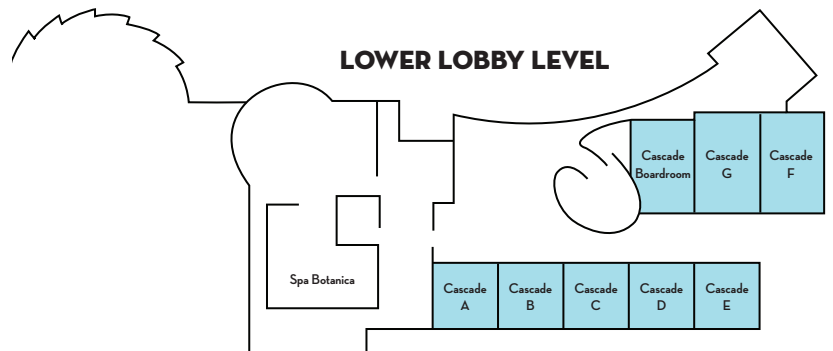 LOWER LOBBY LEVEL
Cascade
Boardroom
Cascade
G
Cascade
F
Spa Botanica
Cascade
A
Cascade
B
Cascade
C
Cascade
D
Cascade
E